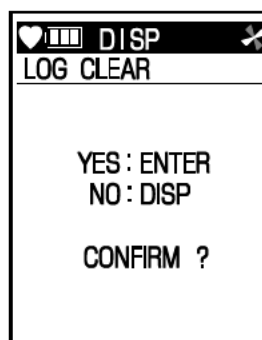 DISP
LOG CLEAR
YES : ENTER
NO : DISP
CONFIRM ?